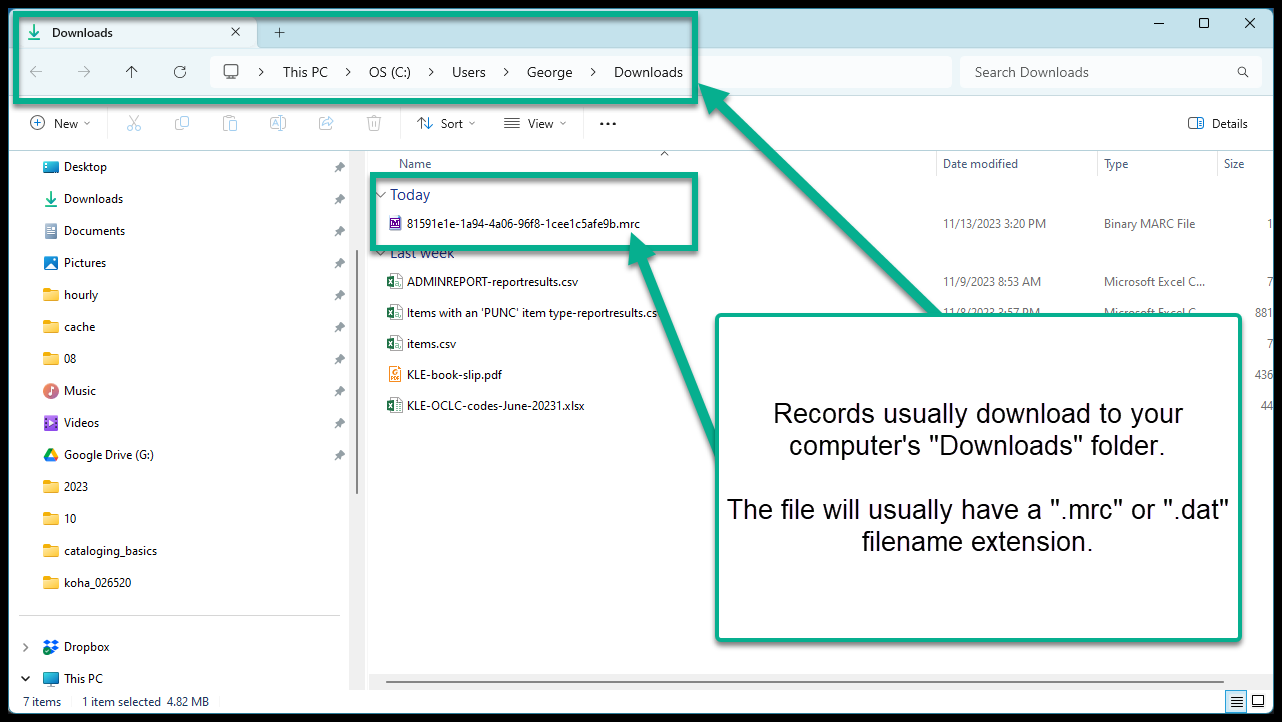 Downloads
This PC > OS (C:) > Users > George > Downloads
Search Downloads
New
Sort
View
Details
Desktop
Downloads
Documents
Pictures
hourly
cache
08
Music
Videos
Google Drive (G:)
2023
10
cataloging_basics
koha_026520
Dropbox
This PC
Name Date modified Type Size
Today
81591e1e-1a94-4a06-96f8-1cee1c5afe9b.mrc 11/13/2023 3:20 PM Binary MARC File 1
Last week
ADMINREPORT-reportresults.csv 11/9/2023 8:53 AM Microsoft Excel C... 7
Items with an 'PUNC' item type-reportresults.cs 11/8/2023 3:57 PM Microsoft Excel C 881
items.csv 7
KLE-book-slip.pdf 436
KLE-OCLC-codes-June-20231.xlsx 44
Records usually download to your
computer's "Downloads" folder.
The file will usually have a ".mrc" or ".dat"
filename extension.
7 items 1 item selected 4.82 MB